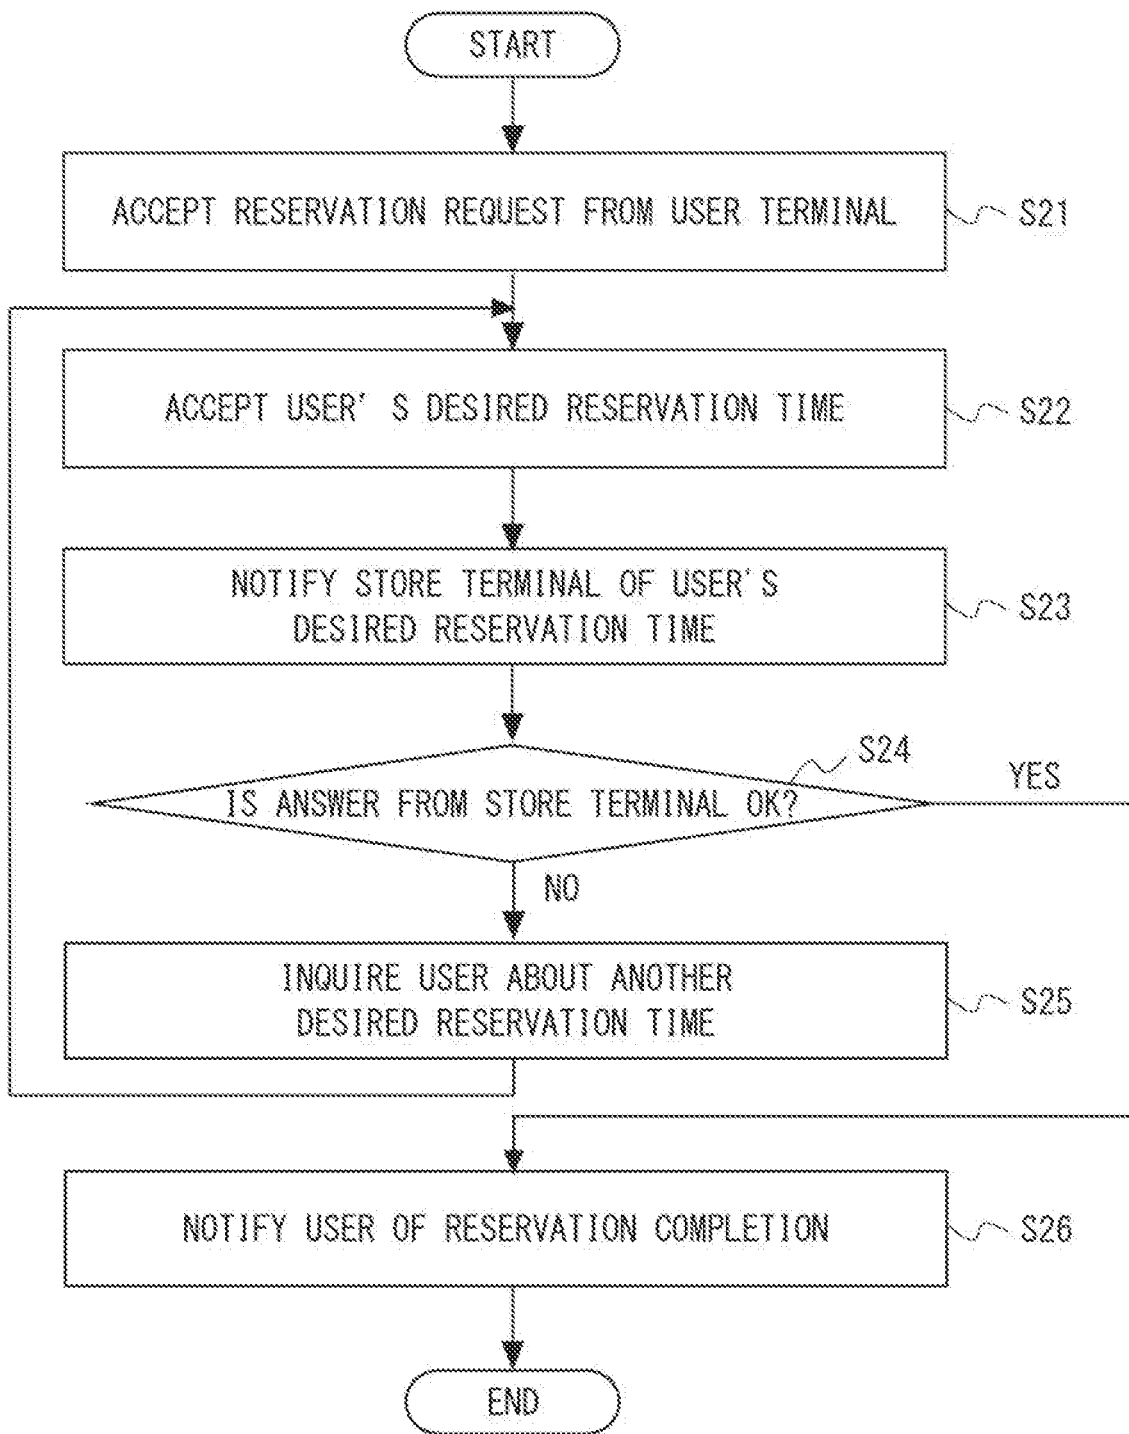 START
ACCEPT RESERVATION REQUEST FROM USER TERMINAL
S21
ACCEPT USER'S DESIRED RESERVATION TIME
S22
NOTIFY STORE TERMINAL OF USER'S
DESIRED RESERVATION TIME
S23
S24
IS ANSWER FROM STORE TERMINAL OK?
YES
NO
INQUIRE USER ABOUT ANOTHER
DESIRED RESERVATION TIME
S25
NOTIFY USER OF RESERVATION COMPLETION
S26
END